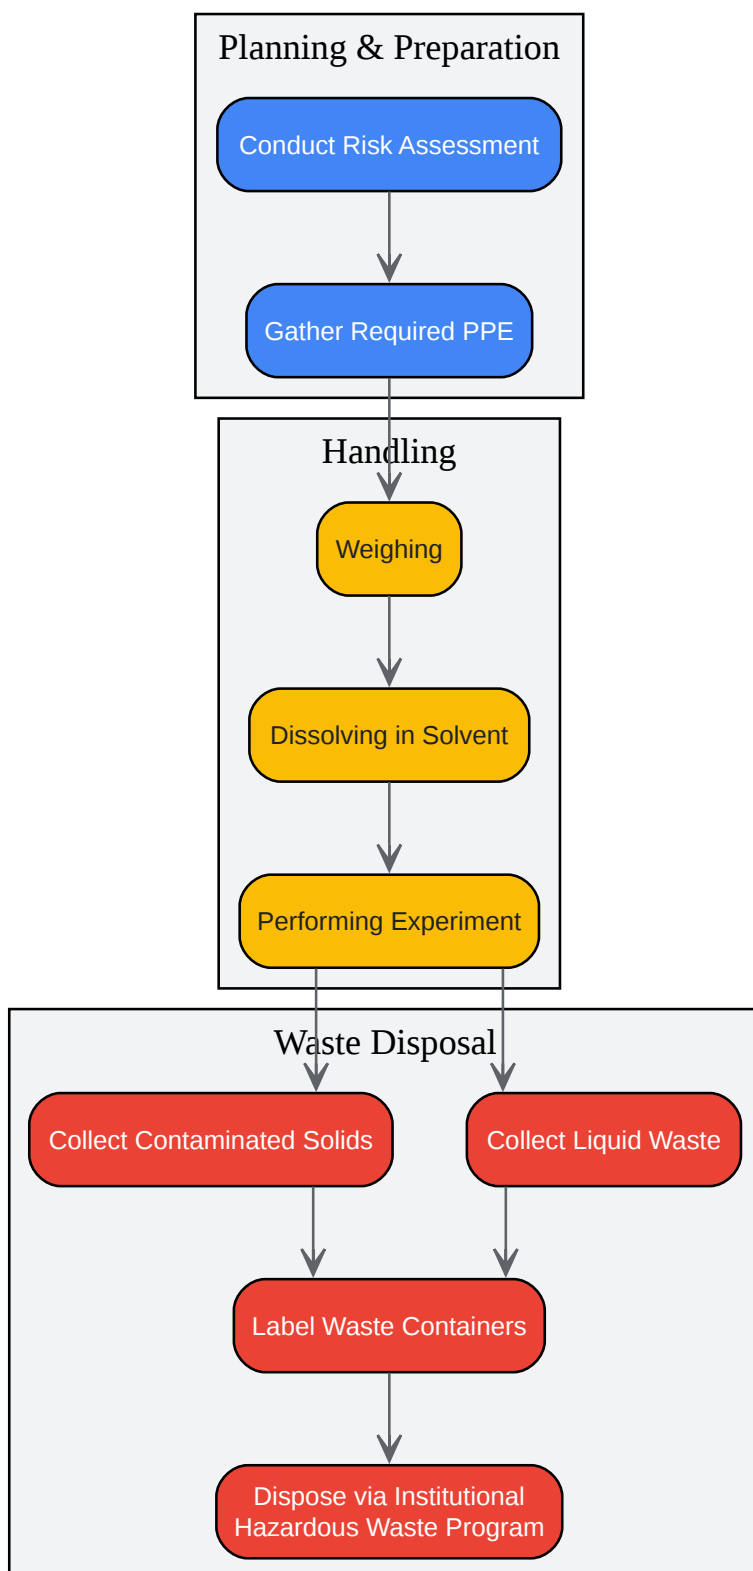 Planning & Preparation
Conduct Risk Assessment
Gather Required PPE
Handling
Weighing
Dissolving in Solvent
Performing Experiment
Waste Disposal
Collect Contaminated Solids
Collect Liquid Waste
Label Waste Containers
Dispose via Institutional
Hazardous Waste Program